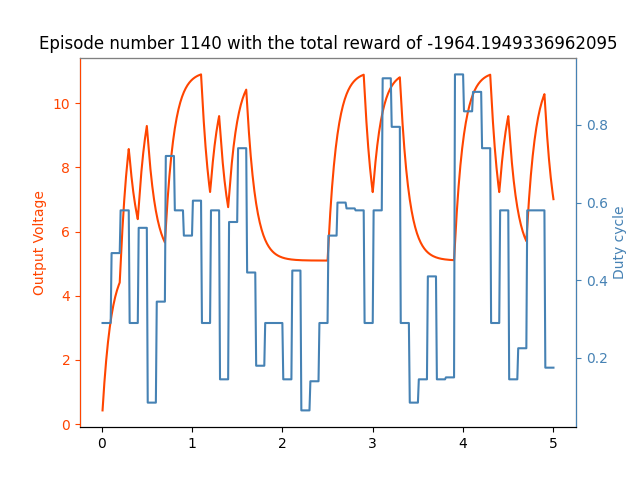 Episode number 1140 with the total reward of -1964.1949336962095
10
8
6
4
2
0
Output Voltage
0.8
0.6
0.4
0.2
Duty cycle
0 1 2 3 4 5